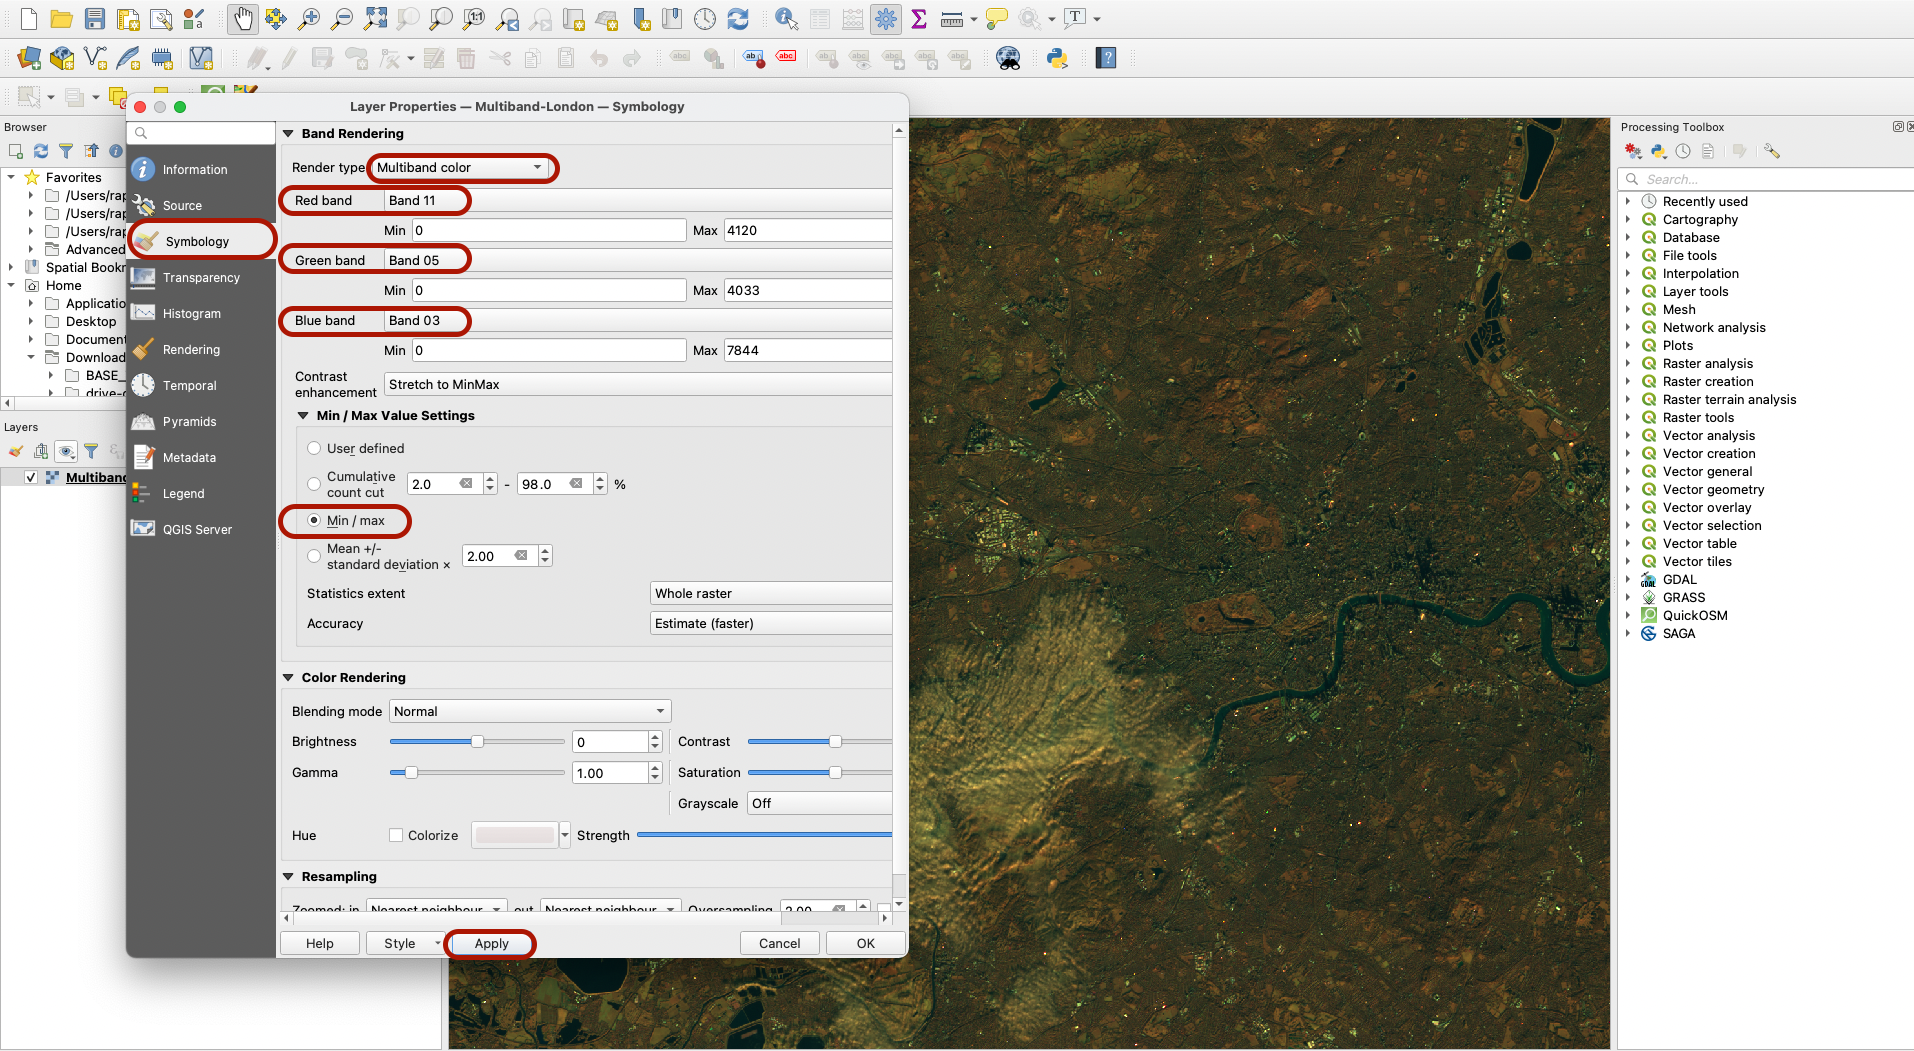 Layer Properties — Multiband-London — Symbology
Browser
Favorites
/Users/rap
/Users/rap
/Users/rap
Advanced
Spatial Bookm
Home
Applicatio
Desktop
Document
Download
BASE_
drive-d
Layers
Multiband
Information
Source
Symbology
Transparency
Histogram
Rendering
Temporal
Pyramids
Metadata
Legend
QGIS Server
Band Rendering
Render type Multiband color
Red band Band 11
Min 0 Max 4120
Green band Band 05
Min 0 Max 4033
Blue band Band 03
Min 0 Max 7844
Contrast enhancement Stretch to MinMax
Min / Max Value Settings
User defined
Cumulative count cut 2.0 - 98.0 %
Min / max
Mean +/- standard deviation × 2.00
Statistics extent Whole raster
Accuracy Estimate (faster)
Color Rendering
Blending mode Normal
Brightness 0 Contrast
Gamma 1.00 Saturation
Grayscale Off
Hue Colorize Strength
Resampling
Zoomed: in Nearest neighbour out Nearest neighbour Oversampling 2.00
Help Style Apply Cancel OK
Processing Toolbox
Search...
Recently used
Cartography
Database
File tools
Interpolation
Layer tools
Mesh
Network analysis
Plots
Raster analysis
Raster creation
Raster terrain analysis
Raster tools
Vector analysis
Vector creation
Vector general
Vector geometry
Vector overlay
Vector selection
Vector table
Vector tiles
GDAL
GRASS
QuickOSM
SAGA